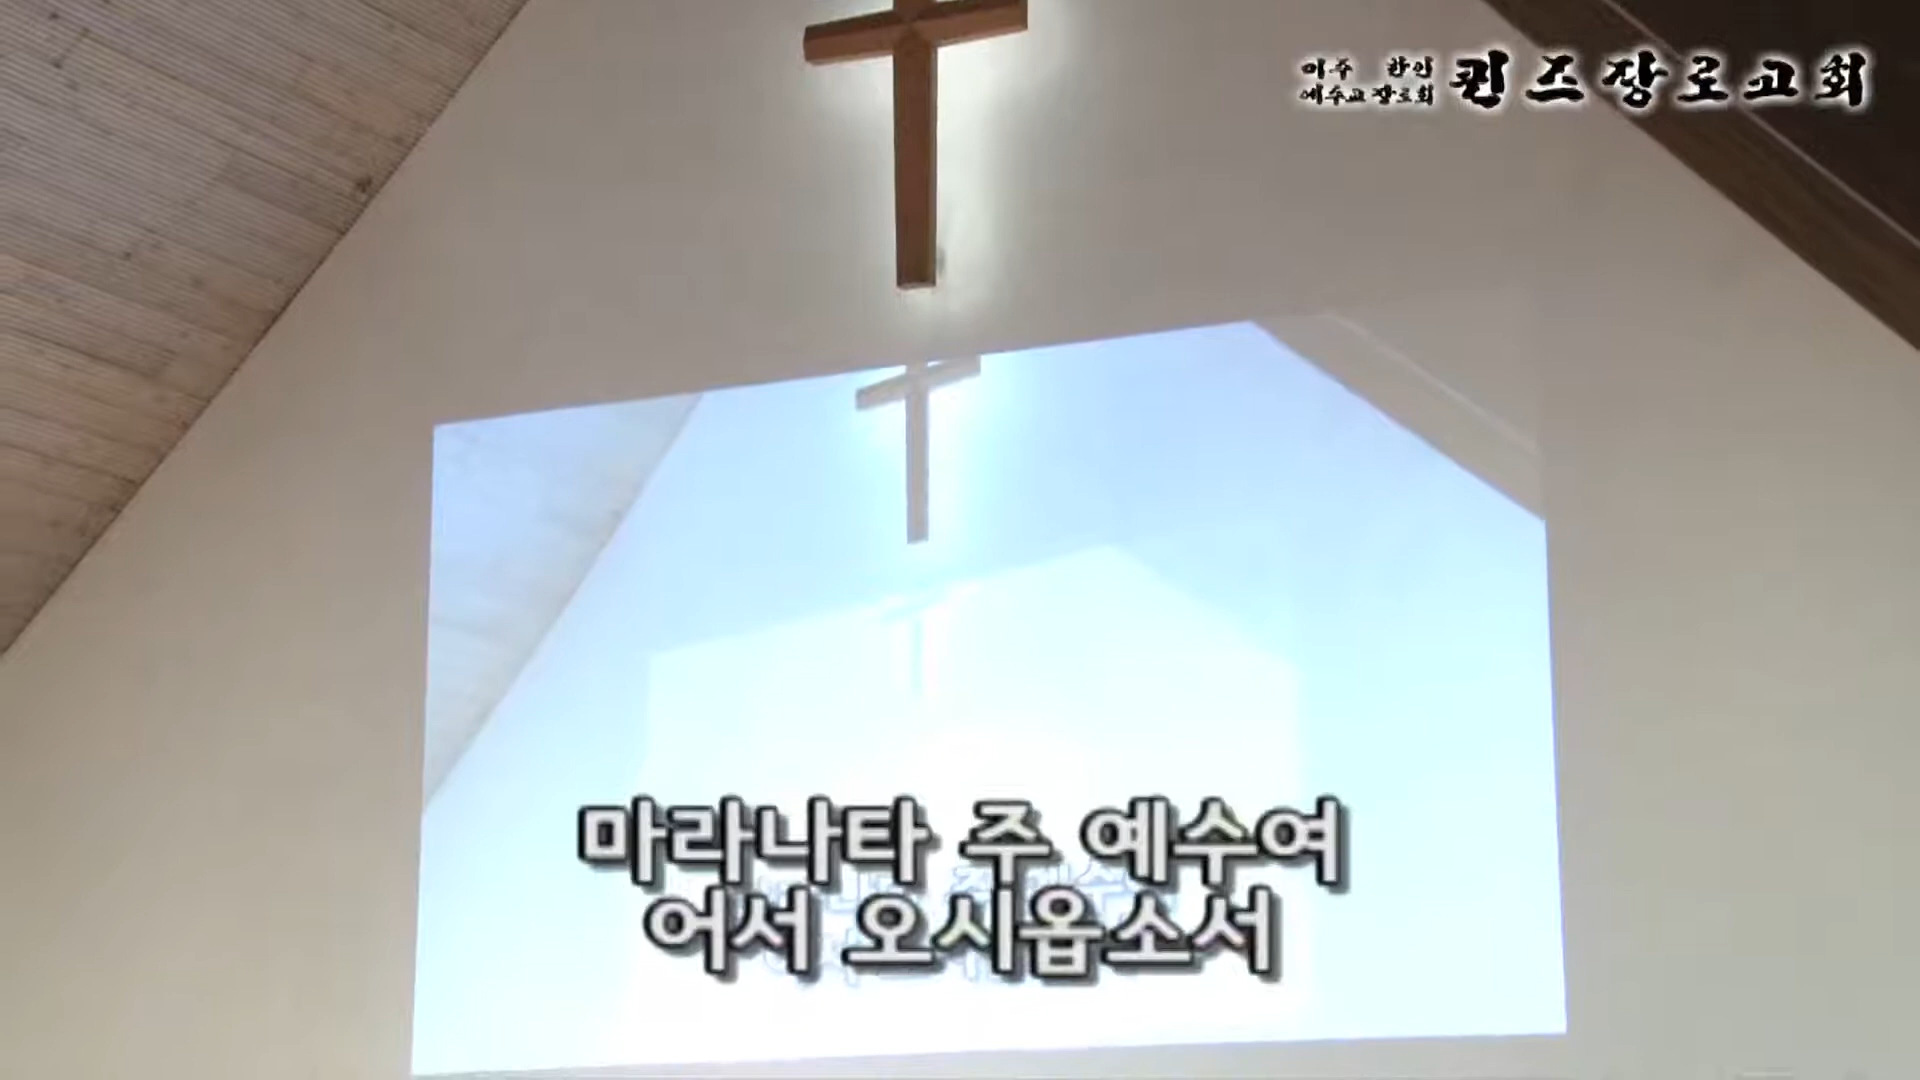 미주 한인
예수교 장로회
퀸즈장로교회
마라나타 주 예수여
어서 오시옵소서